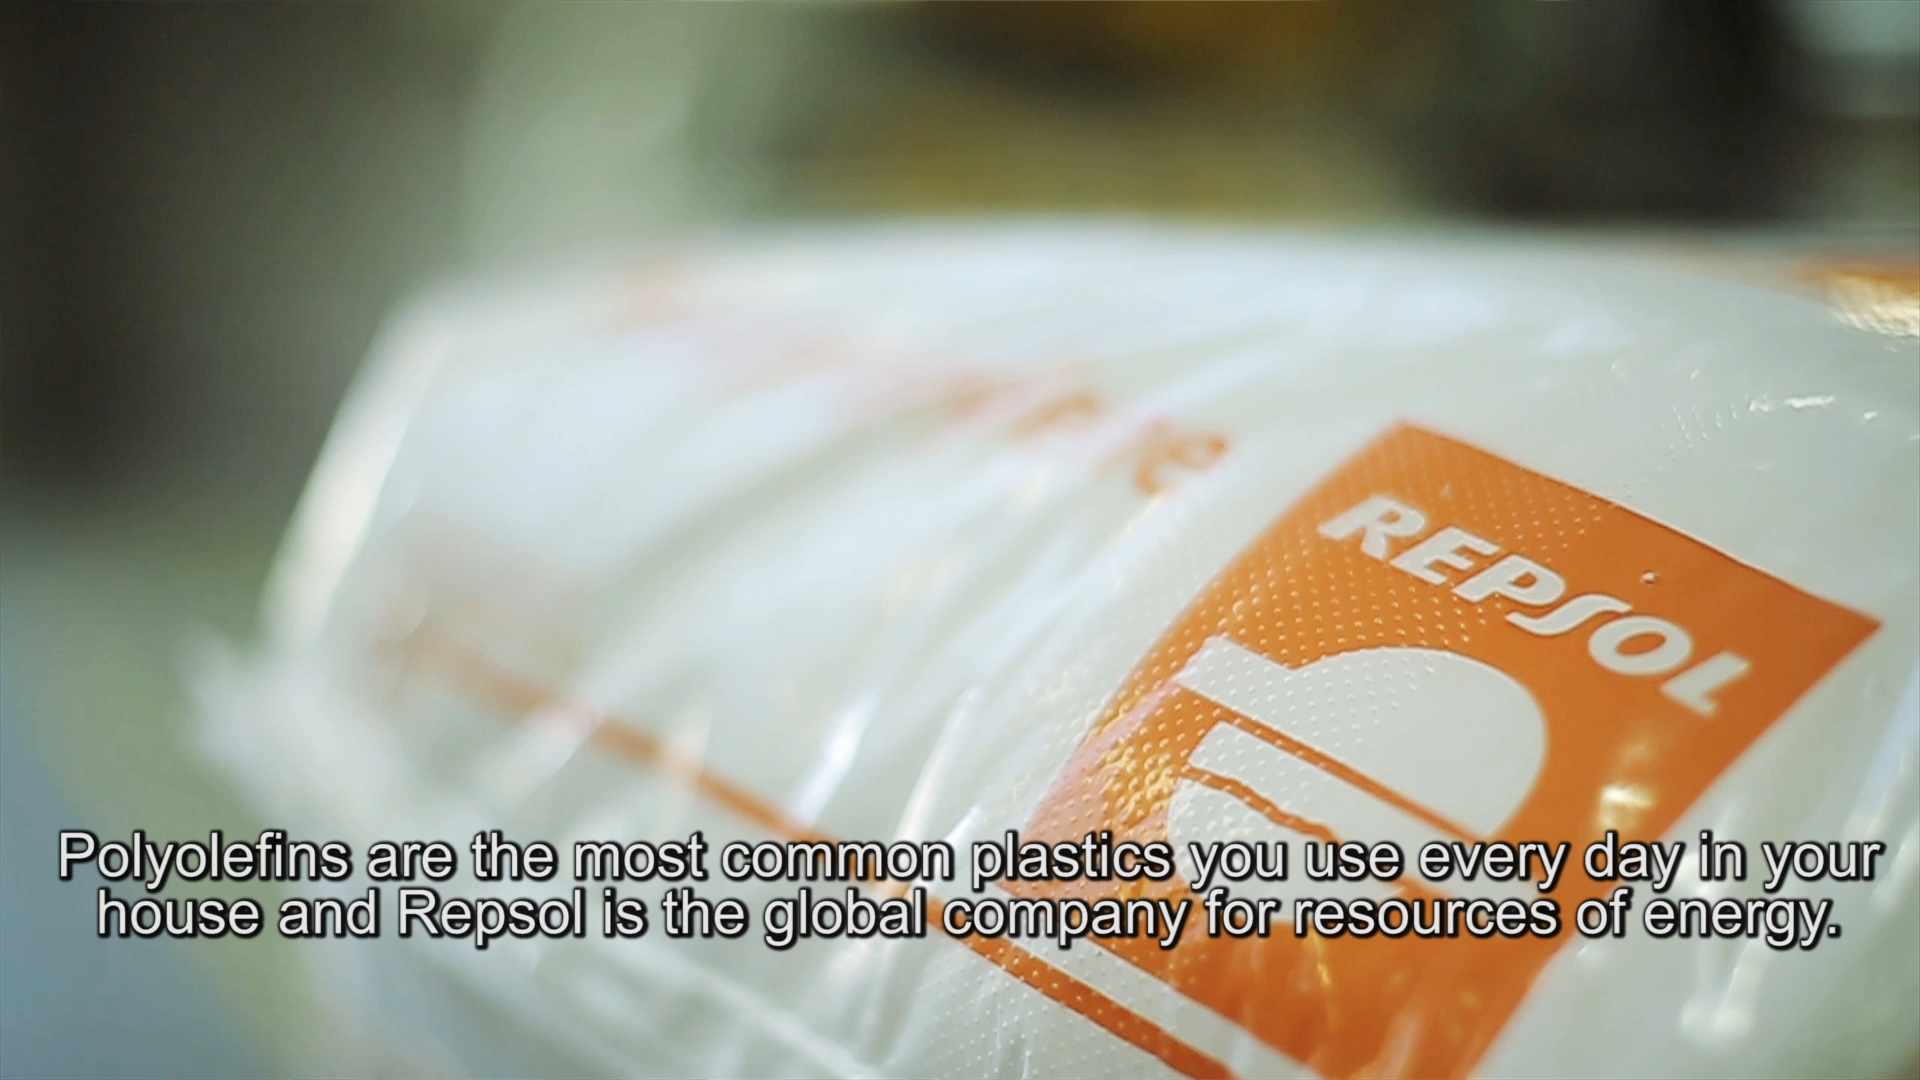 REPSOL
Polyolefins are the most common plastics you use every day in your
house and Repsol is the global company for resources of energy.